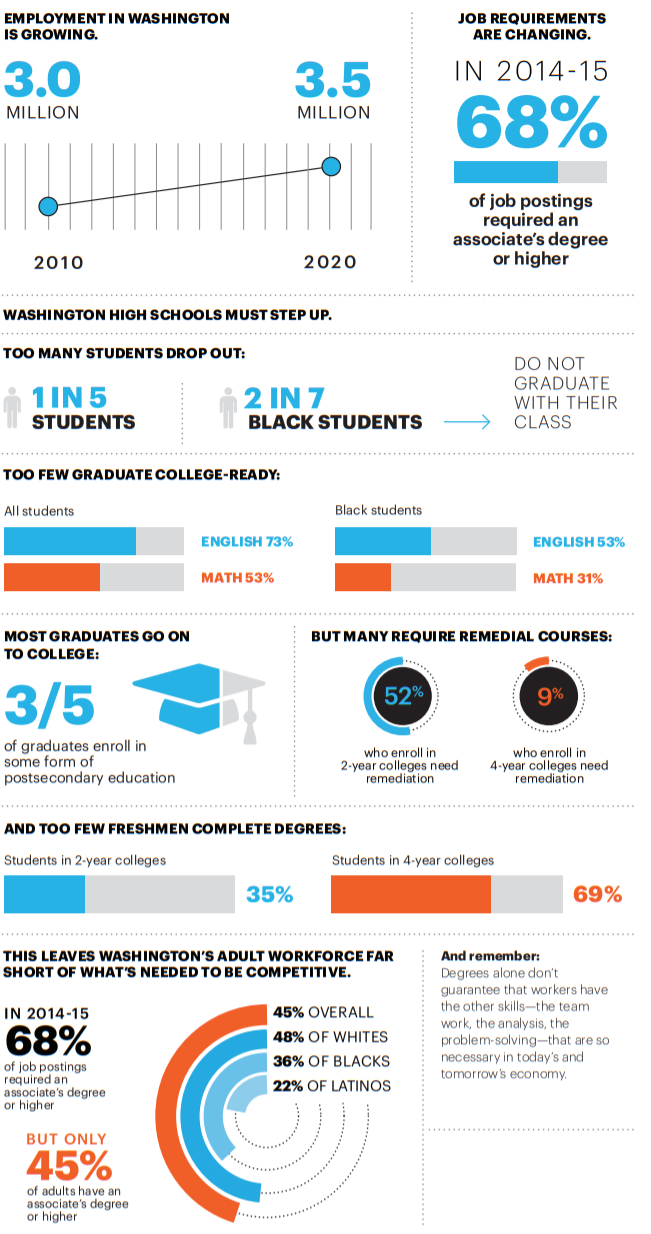 EMPLOYMENT IN WASHINGTON
IS GROWING.
3.0
MILLION
3.5
MILLION
2010
2020
JOB REQUIREMENTS
ARE CHANGING.
IN 2014-15
68%
of job postings
required an
associate's degree
or higher
WASHINGTON HIGH SCHOOLS MUST STEP UP.
TOO MANY STUDENTS DROP OUT:
1 IN 5
STUDENTS
2 IN 7
BLACK STUDENTS
DO NOT
GRADUATE
WITH THEIR
CLASS
TOO FEW GRADUATE COLLEGE-READY:
All students
ENGLISH 73%
MATH 53%
Black students
ENGLISH 53%
MATH 31%
MOST GRADUATES GO ON
TO COLLEGE:
3/5
of graduates enroll in
some form of
postsecondary education
BUT MANY REQUIRE REMEDIAL COURSES:
52%
who enroll in
2-year colleges need
remediation
9%
who enroll in
4-year colleges need
remediation
AND TOO FEW FRESHMEN COMPLETE DEGREES:
Students in 2-year colleges
35%
Students in 4-year colleges
69%
THIS LEAVES WASHINGTON'S ADULT WORKFORCE FAR
SHORT OF WHAT'S NEEDED TO BE COMPETITIVE.
IN 2014-15
68%
of job postings
required an
associate's degree
or higher
BUT ONLY
45%
of adults have an
associate's degree
or higher
45% OVERALL
48% OF WHITES
36% OF BLACKS
22% OF LATINOS
And remember:
Degrees alone don't
guarantee that workers have
the other skills—the team
work, the analysis, the
problem-solving—that are so
necessary in today's and
tomorrow's economy.